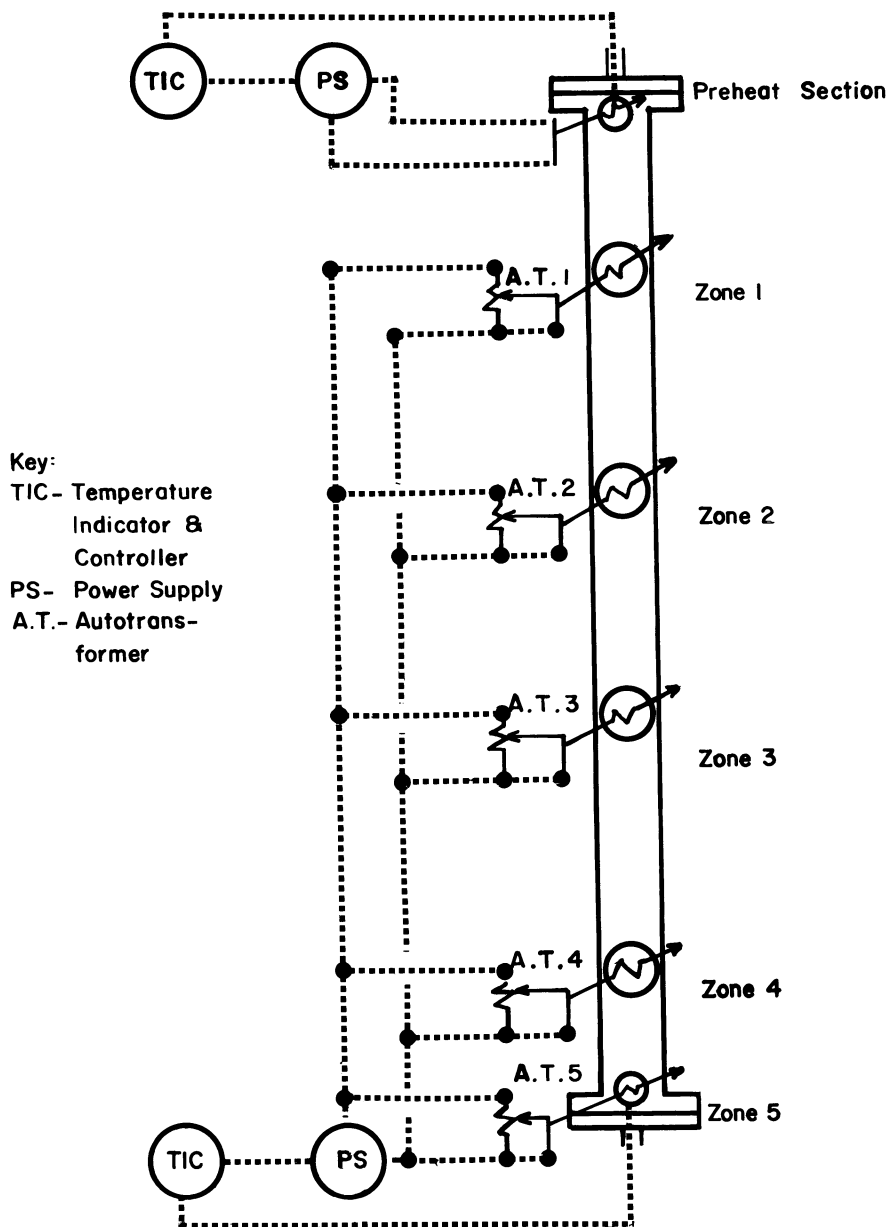 TIC
PS
Preheat Section
A.T.1
Zone 1
Key:
TIC- Temperature
Indicator &
Controller
PS- Power Supply
A.T.- Autotrans-
former
A.T.2
Zone 2
A.T.3
Zone 3
A.T.4
Zone 4
A.T.5
Zone 5
TIC
PS